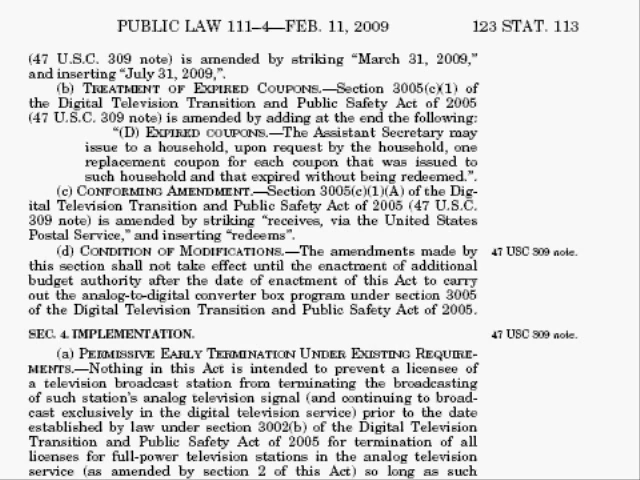 PUBLIC LAW 111–4—FEB. 11, 2009 123 STAT. 113
(47 U.S.C. 309 note) is amended by striking “March 31, 2009,”
and inserting “July 31, 2009,”.
(b) TREATMENT OF EXPIRED COUPONS.—Section 3005(c)(1) of
the Digital Television Transition and Public Safety Act of 2005
(47 U.S.C. 309 note) is amended by adding at the end the following:
“(D) EXPIRED COUPONS.—The Assistant Secretary may
issue to a household, upon request by the household, one
replacement coupon for each coupon that was issued to
such household and that expired without being redeemed.”.
(c) CONFORMING AMENDMENT.—Section 3005(c)(1)(A) of the Dig-
ital Television Transition and Public Safety Act of 2005 (47 U.S.C.
309 note) is amended by striking “receives, via the United States
Postal Service,” and inserting “redeems”.
(d) CONDITION OF MODIFICATIONS.—The amendments made by 47 USC 309 note.
this section shall not take effect until the enactment of additional
budget authority after the date of enactment of this Act to carry
out the analog-to-digital converter box program under section 3005
of the Digital Television Transition and Public Safety Act of 2005.
SEC. 4. IMPLEMENTATION. 47 USC 309 note.
(a) PERMISSIVE EARLY TERMINATION UNDER EXISTING REQUIRE-
MENTS.—Nothing in this Act is intended to prevent a licensee of
a television broadcast station from terminating the broadcasting
of such station’s analog television signal (and continuing to broad-
cast exclusively in the digital television service) prior to the date
established by law under section 3002(b) of the Digital Television
Transition and Public Safety Act of 2005 for termination of all
licenses for full-power television stations in the analog television
service (as amended by section 2 of this Act) so long as such